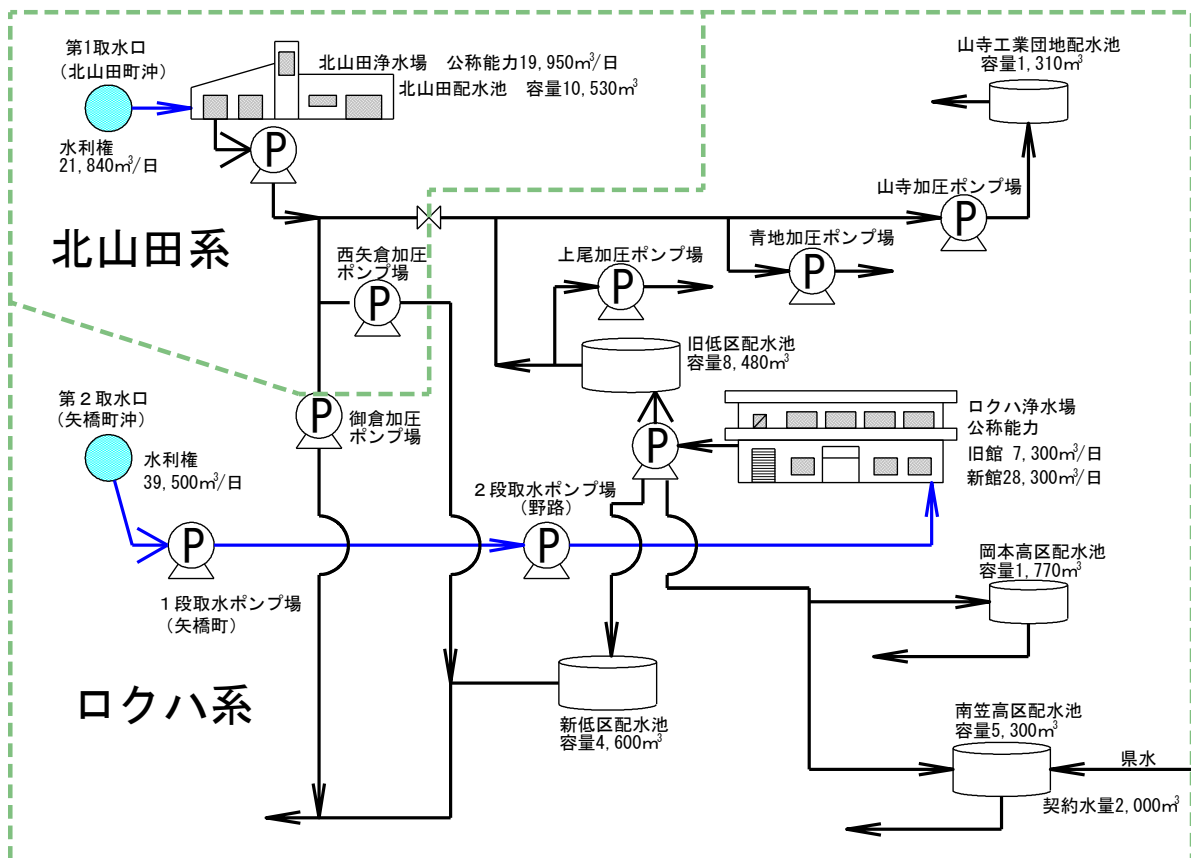 第1取水口
(北山田町沖)
水利権
21,840m³/日
北山田浄水場 公称能力19,950m³/日
北山田配水池 容量10,530m³
P
山寺工業団地配水池
容量1,310m³
山寺加圧ポンプ場
P
北山田系
西矢倉加圧
ポンプ場
P
上尾加圧ポンプ場
P
青地加圧ポンプ場
P
旧低区配水池
容量8,480m³
第2取水口
(矢橋町沖)
水利権
39,500m³/日
P
御倉加圧
ポンプ場
P
ロクハ浄水場
公称能力
旧館 7,300m³/日
新館28,300m³/日
2段取水ポンプ場
(野路)
P
P
1段取水ポンプ場
(矢橋町)
岡本高区配水池
容量1,770m³
ロクハ系
新低区配水池
容量4,600m³
南笠高区配水池
容量5,300m³
県水
契約水量2,000m³